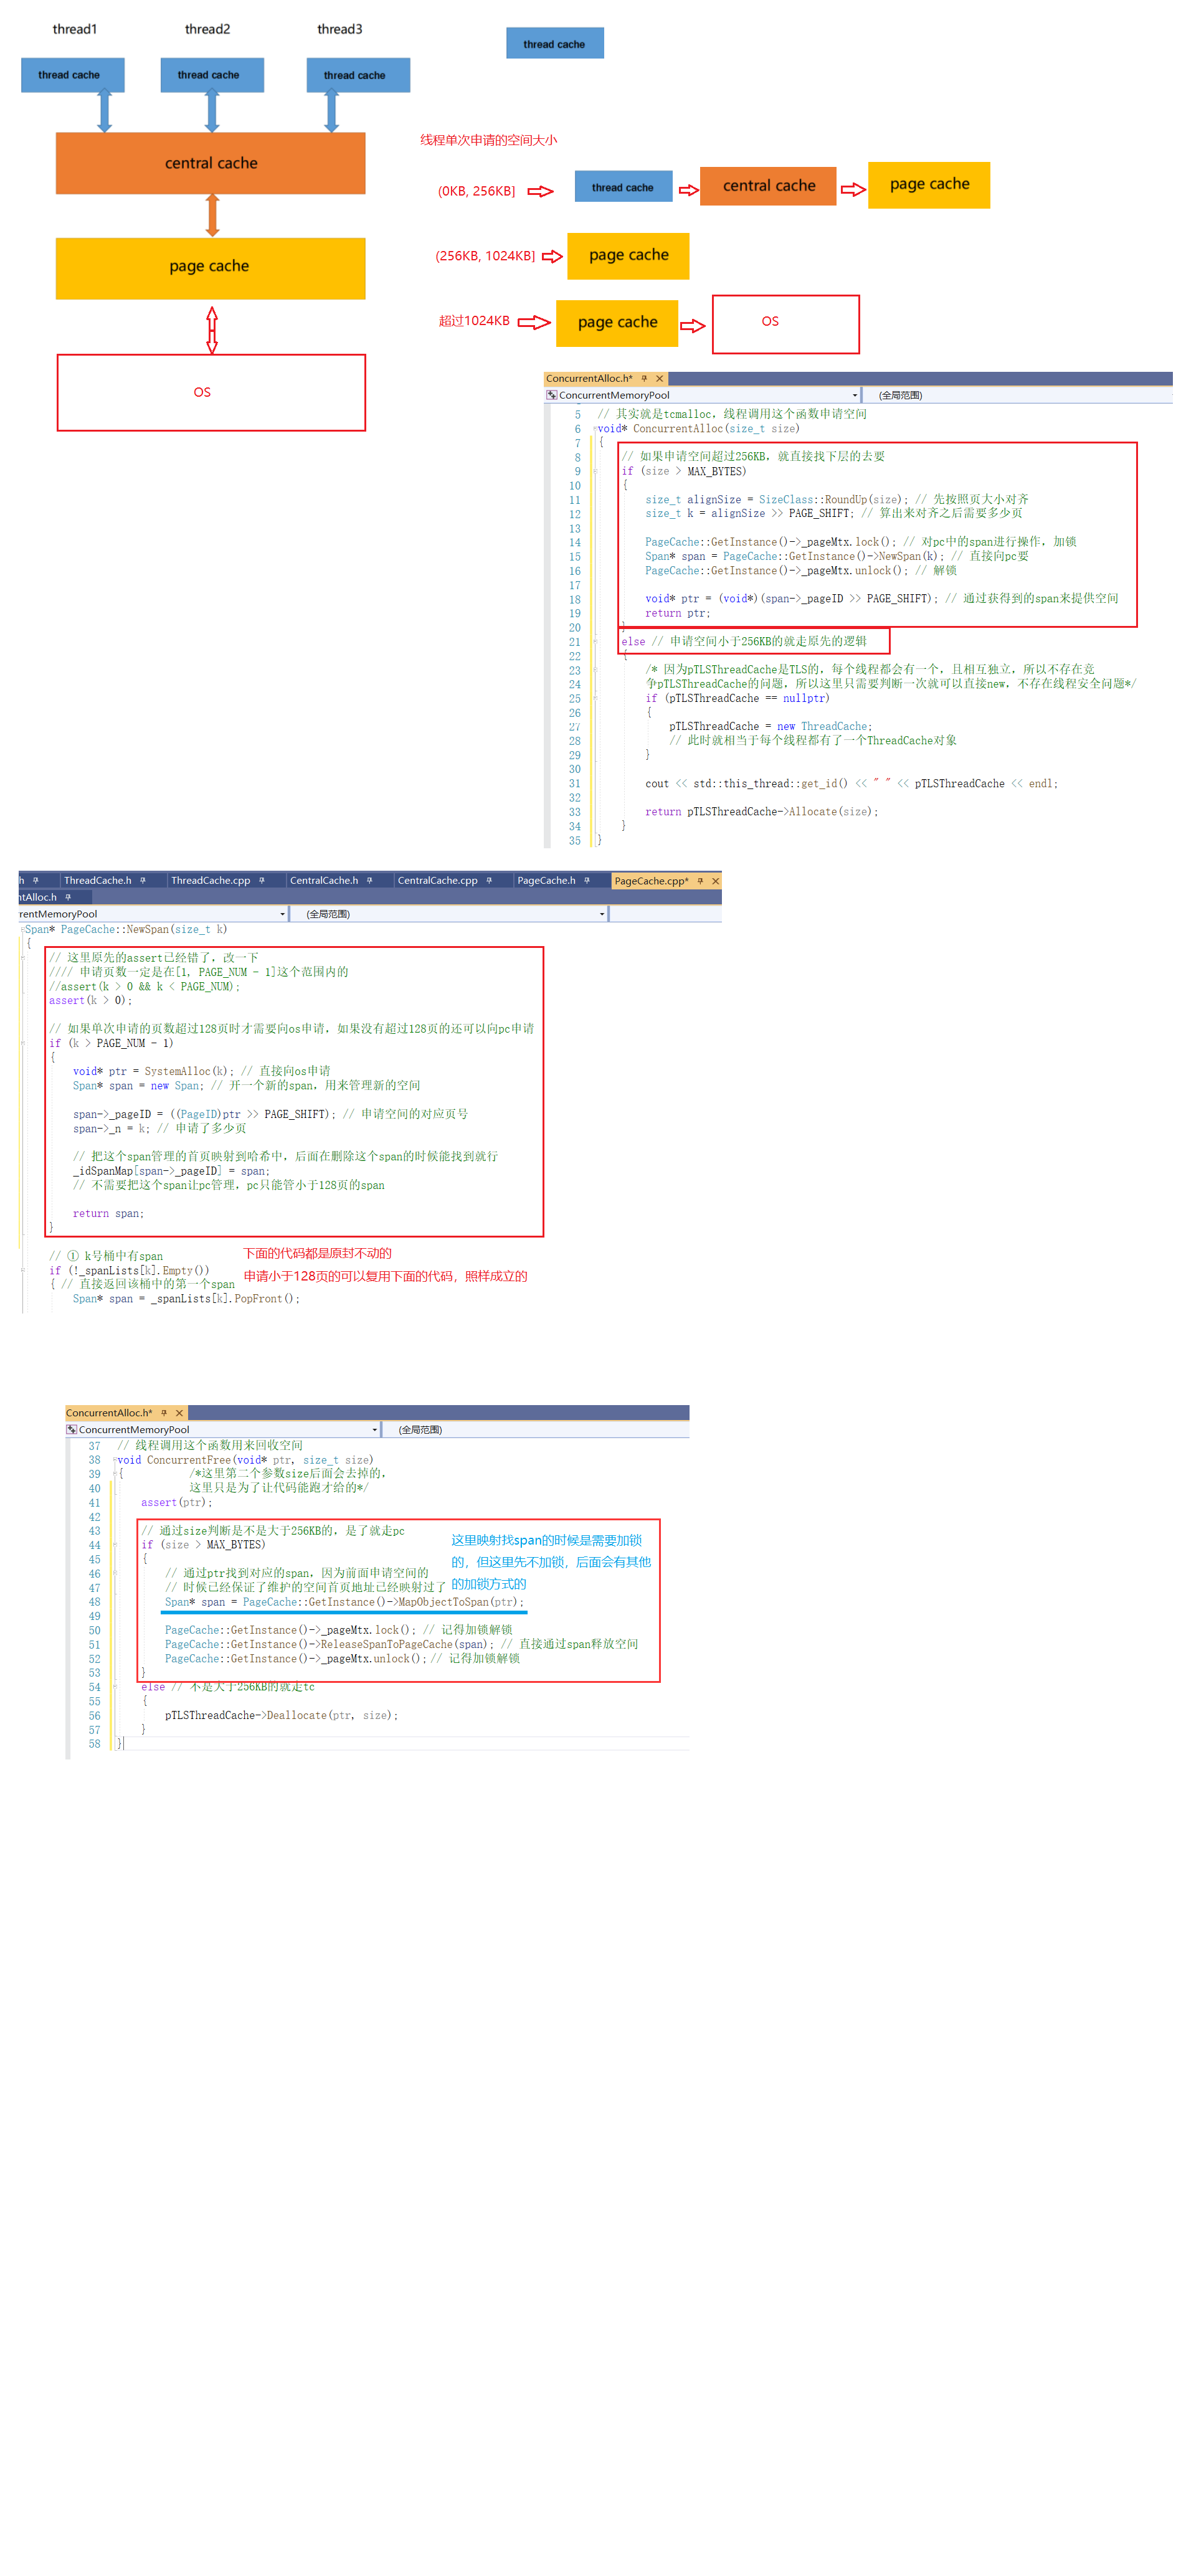 thread1 thread2 thread3
thread cache
thread cache thread cache thread cache
线程单次申请的空间大小
central cache
(0KB, 256KB] thread cache central cache page cache
(256KB, 1024KB] page cache
page cache
超过1024KB page cache OS
OS
ConcurrentAlloc.h*
ConcurrentMemoryPool (全局范围)
5 // 其实就是tcmalloc，线程调用这个函数申请空间
6 void* ConcurrentAlloc(size_t size)
7 {
8 // 如果申请空间超过256KB，就直接找下层的去要
9 if (size > MAX_BYTES)
10 {
11 size_t alignSize = SizeClass::RoundUp(size); // 先按照页大小对齐
12 size_t k = alignSize >> PAGE_SHIFT; // 算出来对齐之后需要多少页
13
14 PageCache::GetInstance()->_pageMtx.lock(); // 对pc中的span进行操作，加锁
15 Span* span = PageCache::GetInstance()->NewSpan(k); // 直接向pc要
16 PageCache::GetInstance()->_pageMtx.unlock(); // 解锁
17
18 void* ptr = (void*)(span->_pageID >> PAGE_SHIFT); // 通过获得到的span来提供空间
19 return ptr;
20 }
21 else // 申请空间小于256KB的就走原先的逻辑
22 {
23 /* 因为pTLSThreadCache是TLS的，每个线程都会有一个，且相互独立，所以不存在竞
24 争pTLSThreadCache的问题，所以这里只需要判断一次就可以直接new，不存在线程安全问题*/
25 if (pTLSThreadCache == nullptr)
26 {
27 pTLSThreadCache = new ThreadCache;
28 // 此时就相当于每个线程都有了一个ThreadCache对象
29 }
30
31 cout << std::this_thread::get_id() << " " << pTLSThreadCache << endl;
32
33 return pTLSThreadCache->Allocate(size);
34 }
35 }
h ThreadCache.h ThreadCache.cpp CentralCache.h CentralCache.cpp PageCache.h PageCache.cpp*
ntAlloc.h
rrentMemoryPool (全局范围)
Span* PageCache::NewSpan(size_t k)
{
// 这里原先的assert已经错了，改一下
//// 申请页数一定是在[1, PAGE_NUM - 1]这个范围内的
//assert(k > 0 && k < PAGE_NUM);
assert(k > 0);
// 如果单次申请的页数超过128页时才需要向os申请，如果没有超过128页的还可以向pc申请
if (k > PAGE_NUM - 1)
{
void* ptr = SystemAlloc(k); // 直接向os申请
Span* span = new Span; // 开一个新的span，用来管理新的空间
span->_pageID = ((PageID)ptr >> PAGE_SHIFT); // 申请空间的对应页号
span->_n = k; // 申请了多少页
// 把这个span管理的首页映射到哈希中，后面在删除这个span的时候能找到就行
_idSpanMap[span->_pageID] = span;
// 不需要把这个span让pc管理，pc只能管小于128页的span
return span;
}
// ① k号桶中有span 下面的代码都是原封不动的
if (!_spanLists[k].Empty()) 申请小于128页的可以复用下面的代码，照样成立的
{ // 直接返回该桶中的第一个span
Span* span = _spanLists[k].PopFront();
ConcurrentAlloc.h*
ConcurrentMemoryPool (全局范围)
37 // 线程调用这个函数用来回收空间
38 void ConcurrentFree(void* ptr, size_t size)
39 { /*这里第二个参数size后面会去掉的，
40 这里只是为了让代码能跑才给的*/
41 assert(ptr);
42
43 // 通过size判断是不是大于256KB的，是了就走pc
44 if (size > MAX_BYTES) 这里映射找span的时候是需要加锁
45 { 的，但这里先不加锁，后面会有其他
46 // 通过ptr找到对应的span，因为前面申请空间的
47 // 时候已经保证了维护的空间首页地址已经映射过了 的加锁方式的
48 Span* span = PageCache::GetInstance()->MapObjectToSpan(ptr);
49
50 PageCache::GetInstance()->_pageMtx.lock(); // 记得加锁解锁
51 PageCache::GetInstance()->ReleaseSpanToPageCache(span); // 直接通过span释放空间
52 PageCache::GetInstance()->_pageMtx.unlock(); // 记得加锁解锁
53 }
54 else // 不是大于256KB的就走tc
55 {
56 pTLSThreadCache->Deallocate(ptr, size);
57 }
58 }